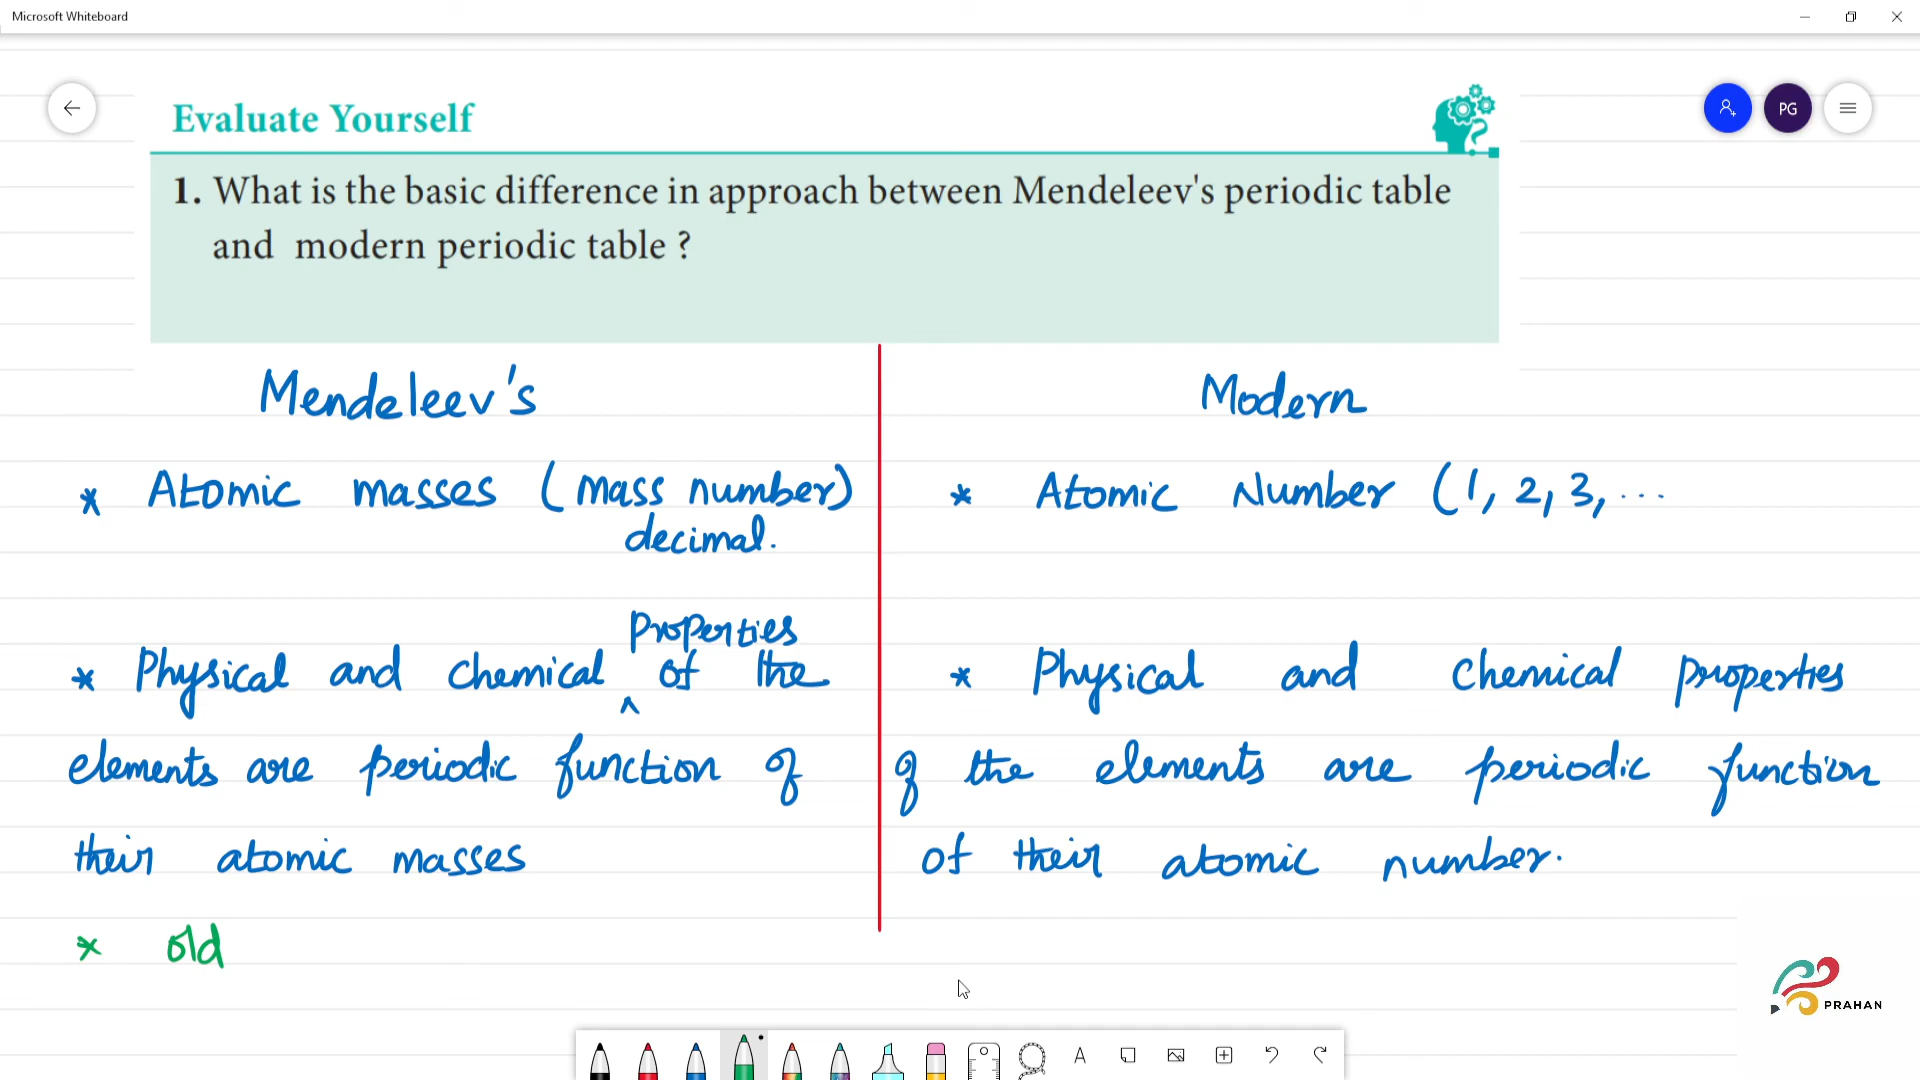 Microsoft Whiteboard
PG
Evaluate Yourself
1. What is the basic difference in approach between Mendeleev's periodic table
and modern periodic table ?
Mendeleev's
* Atomic masses (mass number)
decimal.
* Physical and chemical ^ of the
properties
elements are periodic function of
their atomic masses
* old
Modern
* Atomic Number (1, 2, 3, ...
* Physical and chemical properties
of the elements are periodic function
of their atomic number.
PRAHAN
A